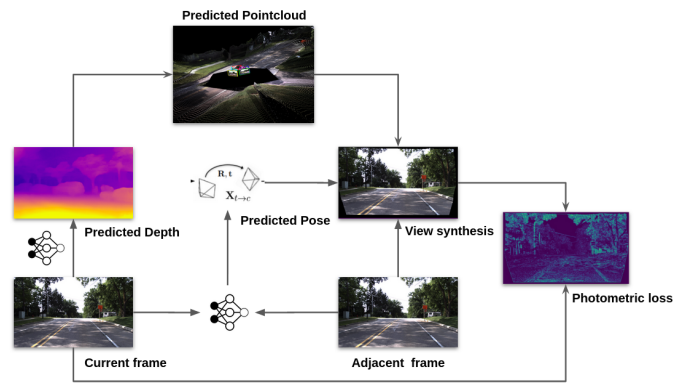 Predicted Pointcloud
R, t
X_{t→c}
Predicted Depth
Predicted Pose
View synthesis
Photometric loss
Current frame
Adjacent frame